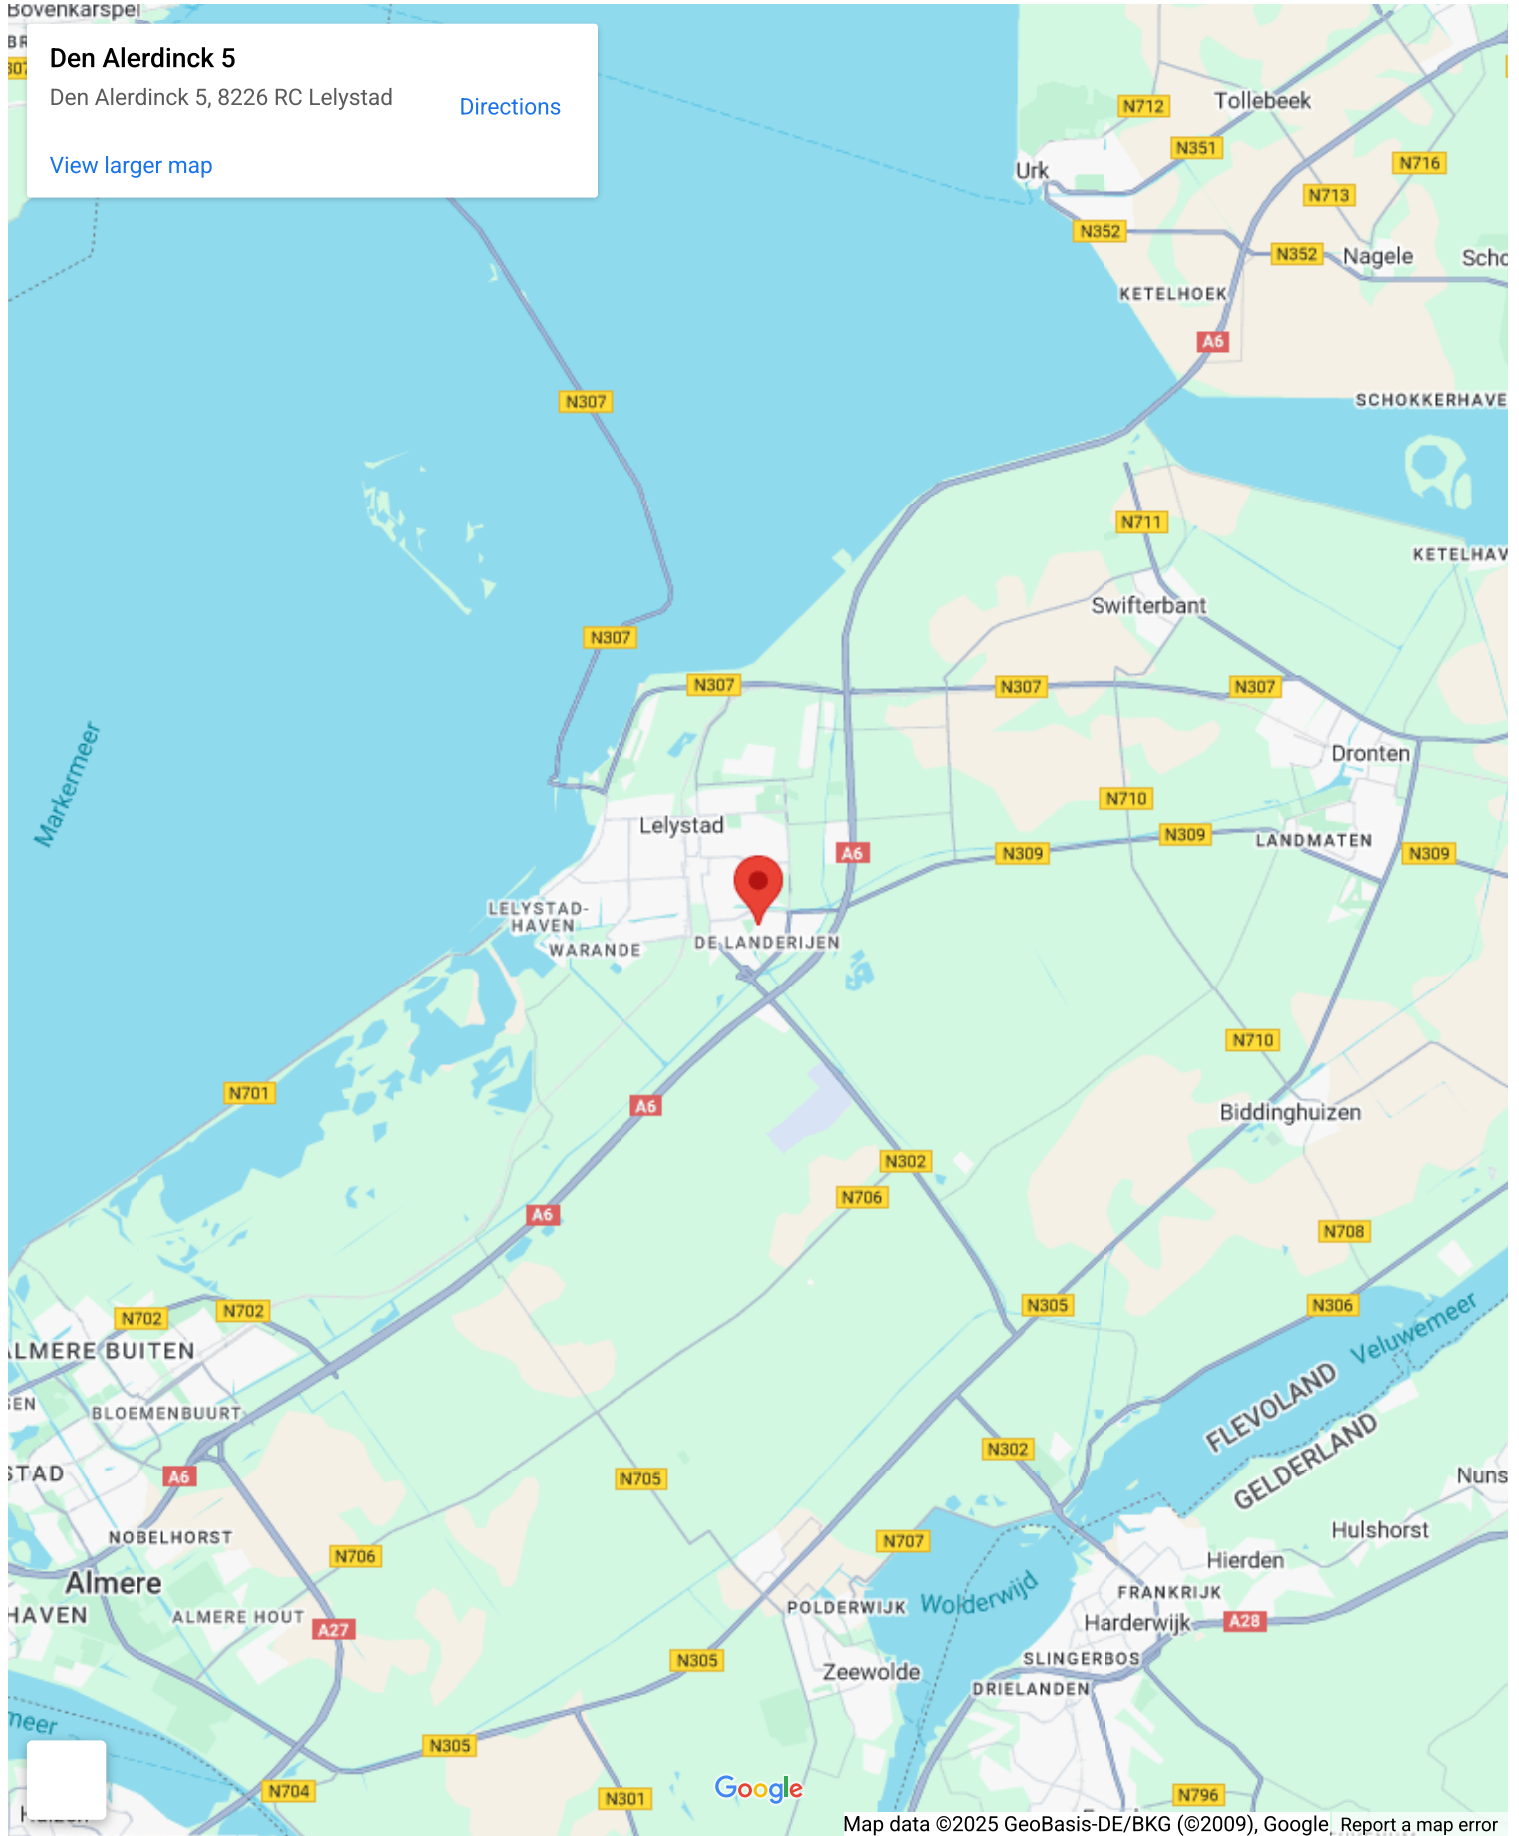 Bovenkarspel
Den Alerdinck 5
Den Alerdinck 5, 8226 RC Lelystad
Directions
View larger map
N712
Tollebeek
N351
N716
Urk
N713
N352
N352
Nagele
KETELHOEK
A6
N307
SCHOKKERHAVE
N711
KETELHAV
Swifterbant
N307
N307
N307
N307
Markermeer
Dronten
N710
Lelystad
N309
LANDMATEN
A6
N309
N309
LELYSTAD-
HAVEN
WARANDE
DE LANDERIJEN
N710
N701
A6
Biddinghuizen
N302
N706
A6
N708
N702
N702
N305
N306
Veluwemeer
ALMERE BUITEN
FLEVOLAND
BLOEMENBUURT
GELDERLAND
N302
STAD
A6
N705
Nuns
NOBELHORST
N707
Hulshorst
N706
Hierden
Almere
Wolderwijd
FRANKRIJK
HAVEN
ALMERE HOUT
POLDERWIJK
Harderwijk
A28
A27
N305
SLINGERBOS
Zeewolde
DRIELANDEN
meer
N305
N704
Google
N301
N796
Map data ©2025 GeoBasis-DE/BKG (©2009), Google
Report a map error